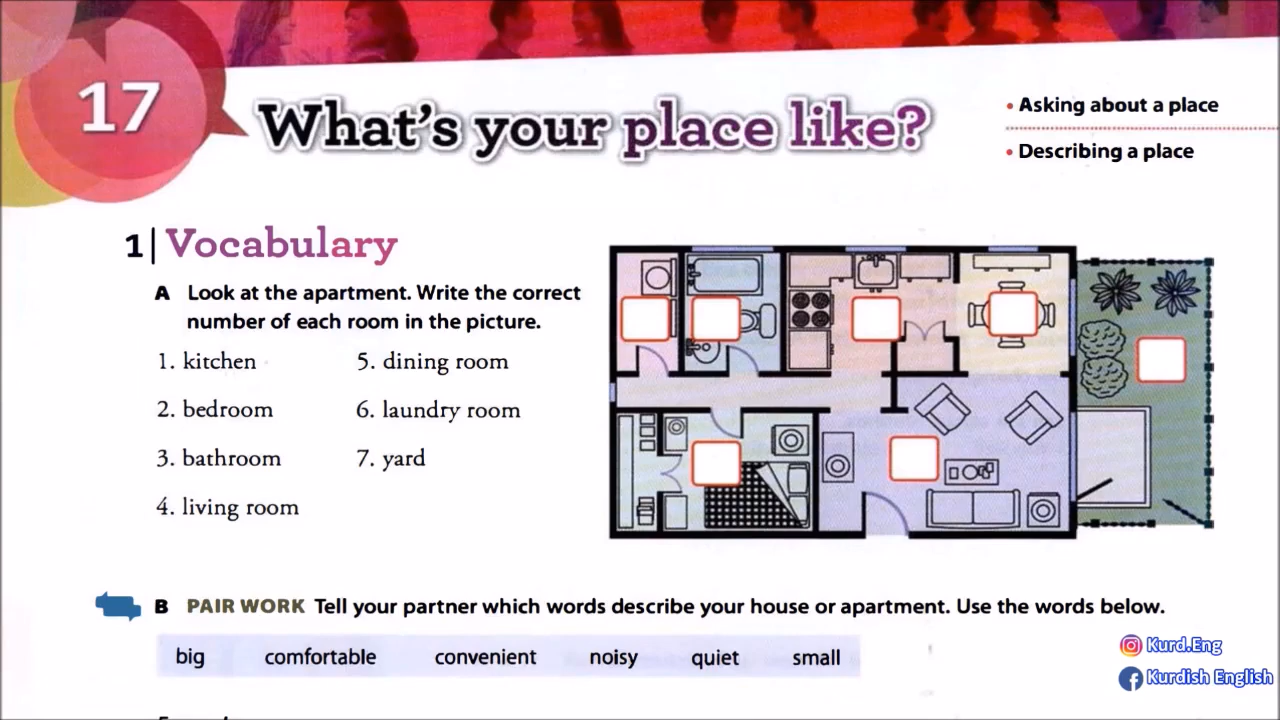 17
What's your place like?
• Asking about a place
• Describing a place
1 | Vocabulary
A Look at the apartment. Write the correct
number of each room in the picture.
1. kitchen
2. bedroom
3. bathroom
4. living room
5. dining room
6. laundry room
7. yard
B PAIR WORK Tell your partner which words describe your house or apartment. Use the words below.
big comfortable convenient noisy quiet small
Kurd.Eng
Kurdish English